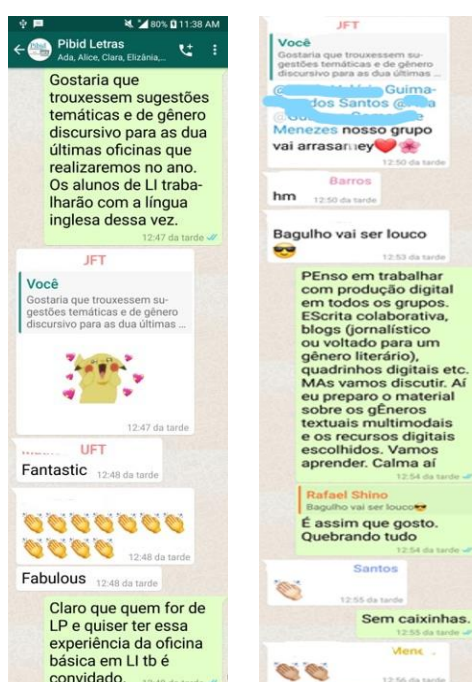 80% 11:38 AM
Pibid Letras
Ada, Alice, Clara, Elizânia,...
Gostaria que
trouxessem sugestões
temáticas e de gênero
discursivo para as dua
últimas oficinas que
realizaremos no ano.
Os alunos de LI traba-
lharão com a língua
inglesa dessa vez.
12:47 da tarde
JFT
Você
Gostaria que trouxessem su-
gestões temáticas e de gênero
discursivo para as dua últimas ...
12:47 da tarde
UFT
Fantastic 12:48 da tarde
12:48 da tarde
Fabulous 12:48 da tarde
Claro que quem for de
LP e quiser ter essa
experiência da oficina
básica em LI tb é
convidado.
JFT
Você
Gostaria que trouxessem su-
gestões temáticas e de gênero
discursivo para as dua últimas ...
Guima-
dos Santos
Menezes nosso grupo
vai
12:50 da tarde
Barros
hm 12:50 da tarde
Bagulho vai ser louco
12:53 da tarde
PEnso em trabalhar
com produção digital
em todos os grupos.
EScrita colaborativa,
blogs (jornalístico
ou voltado para um
gênero literário),
quadrinhos digitais etc.
MAs vamos discutir. Aí
eu preparo o material
sobre os gÊneros
textuais multimodais
e os recursos digitais
escolhidos. Vamos
aprender. Calma aí
12:54 da tarde
Rafael Shino
Bagulho vai ser louco
É assim que gosto.
Quebrando tudo
12:54 da tarde
Santos
12:55 da tarde
Sem caixinhas.
12:55 da tarde
12:56 da tarde